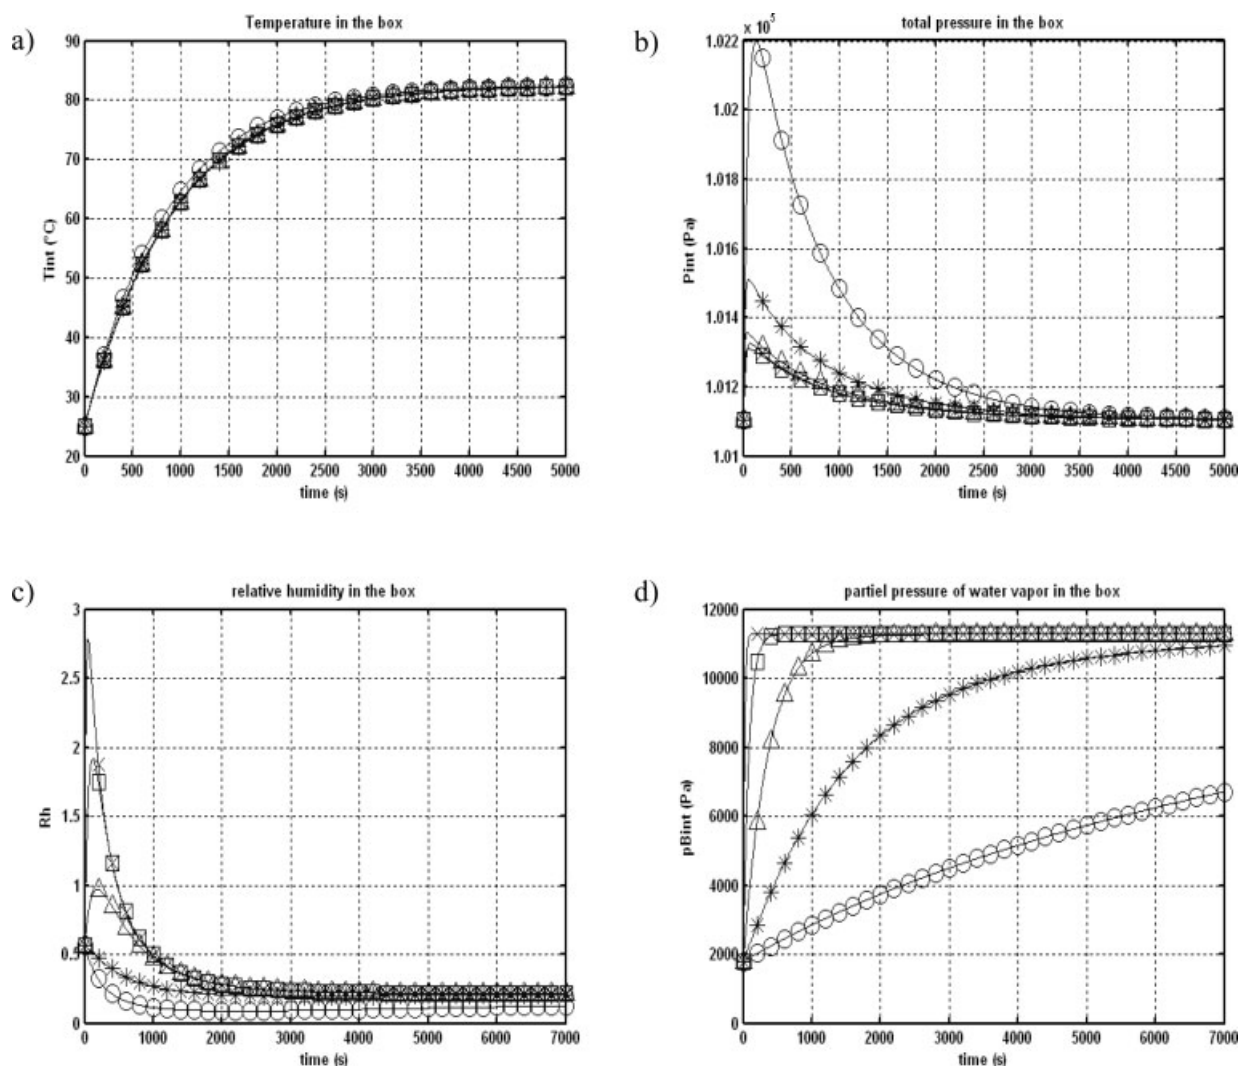 a)
Temperature in the box
90
80
70
60
50
40
30
20
0 500 1000 1500 2000 2500 3000 3500 4000 4500 5000
Tint (°C)
time (s)
b)
total pressure in the box
x 10^5
1.022
1.02
1.018
1.016
1.014
1.012
1.01
0 500 1000 1500 2000 2500 3000 3500 4000 4500 5000
Pint (Pa)
time (s)
c)
relative humidity in the box
3
2.5
2
1.5
1
0.5
0
0 1000 2000 3000 4000 5000 6000 7000
Rh
time (s)
d)
partiel pressure of water vapor in the box
12000
10000
8000
6000
4000
2000
0
0 1000 2000 3000 4000 5000 6000 7000
pBint (Pa)
time (s)